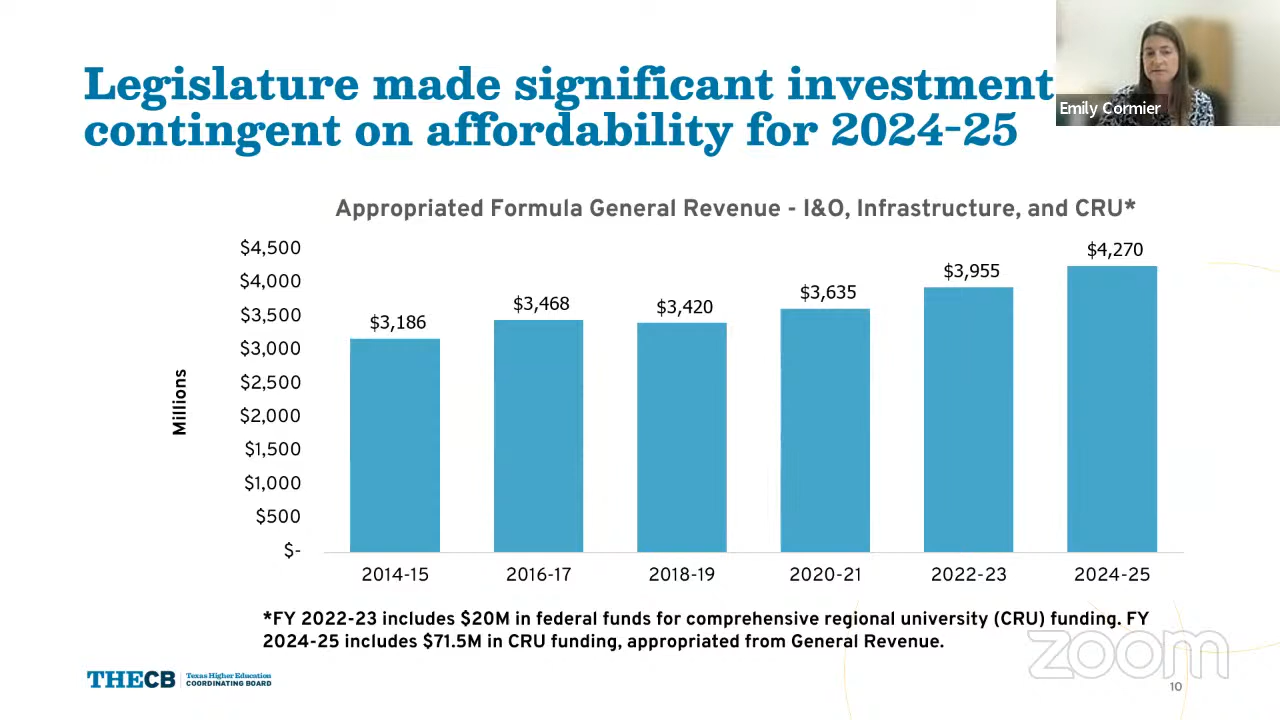 Legislature made significant investment
contingent on affordability for 2024-25
Emily Cormier
Appropriated Formula General Revenue - I&O, Infrastructure, and CRU*
Millions
$4,500
$4,000
$3,500
$3,000
$2,500
$2,000
$1,500
$1,000
$500
$-
$3,186
$3,468
$3,420
$3,635
$3,955
$4,270
2014-15
2016-17
2018-19
2020-21
2022-23
2024-25
*FY 2022-23 includes $20M in federal funds for comprehensive regional university (CRU) funding. FY
2024-25 includes $71.5M in CRU funding, appropriated from General Revenue.
THECB
Texas Higher Education
COORDINATING BOARD
zoom
10